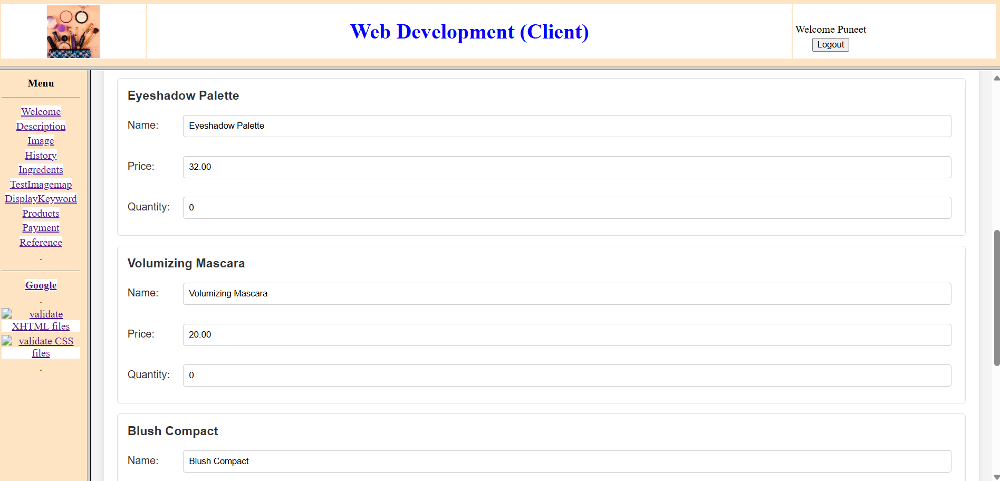 Web Development (Client)
Welcome Puneet
Logout
Menu
Welcome
Description
Image
History
Ingredents
TestImagemap
DisplayKeyword
Products
Payment
Reference
.
Google
.
validate
XHTML files
validate CSS
files
.
Eyeshadow Palette
Name: Eyeshadow Palette
Price: 32.00
Quantity: 0
Volumizing Mascara
Name: Volumizing Mascara
Price: 20.00
Quantity: 0
Blush Compact
Name: Blush Compact